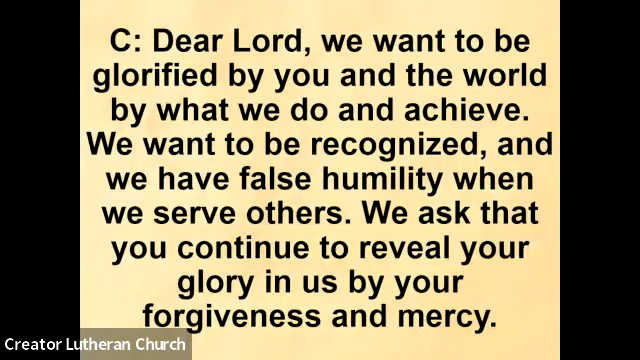 C: Dear Lord, we want to be
glorified by you and the world
by what we do and achieve.
We want to be recognized, and
we have false humility when
we serve others. We ask that
you continue to reveal your
glory in us by your
forgiveness and mercy.
Creator Lutheran Church